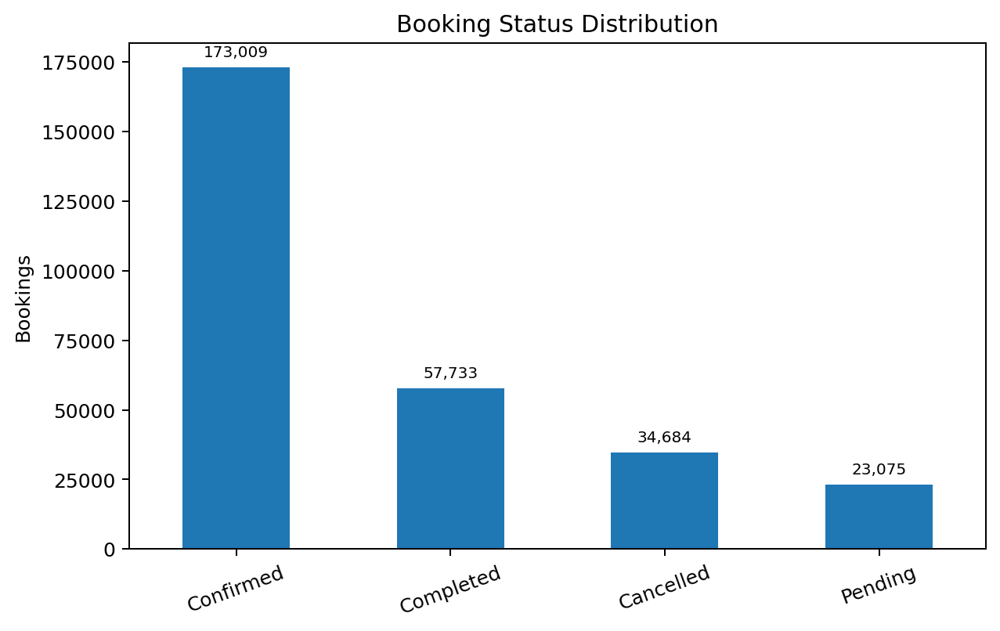 Booking Status Distribution
173,009
175000
150000
125000
100000
75000
57,733
50000
34,684
25000
23,075
0
Bookings
Confirmed
Completed
Cancelled
Pending